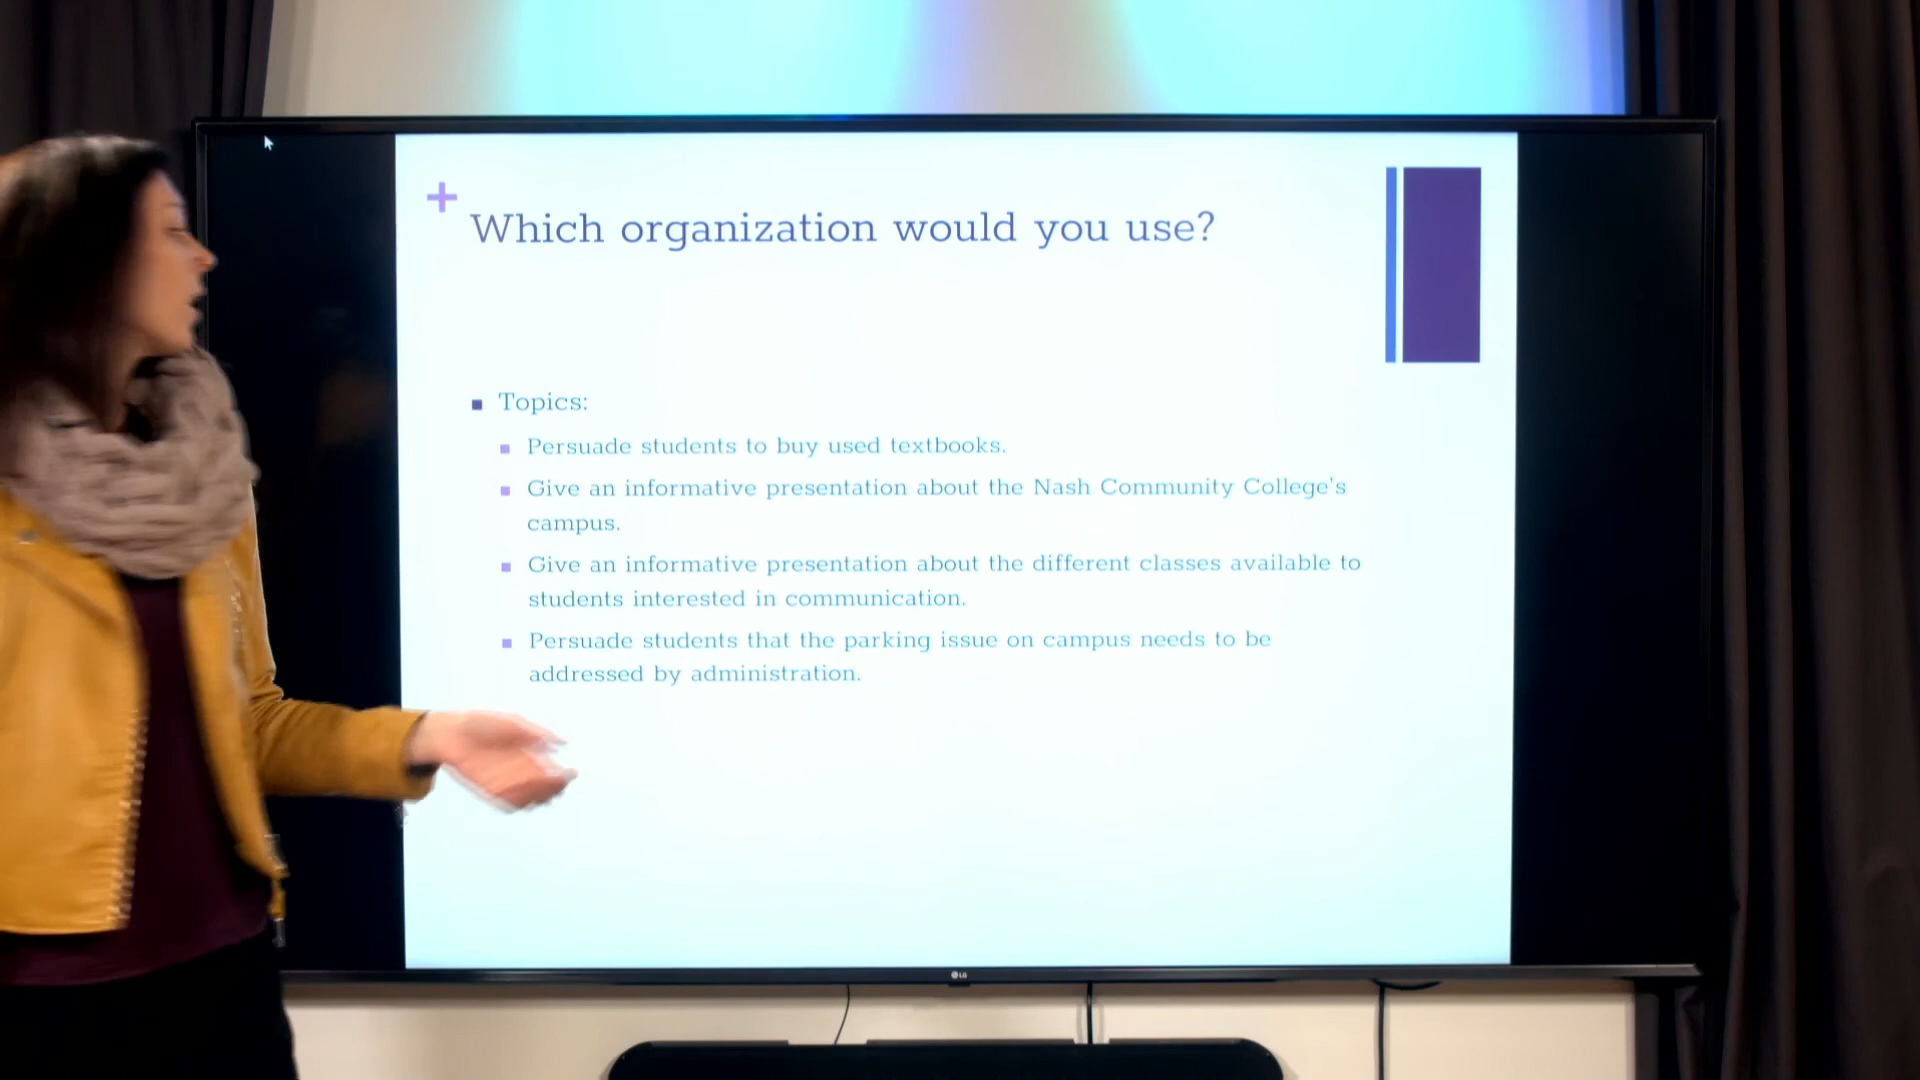 +
Which organization would you use?
Topics:
Persuade students to buy used textbooks.
Give an informative presentation about the Nash Community College's
campus.
Give an informative presentation about the different classes available to
students interested in communication.
Persuade students that the parking issue on campus needs to be
addressed by administration.
LG